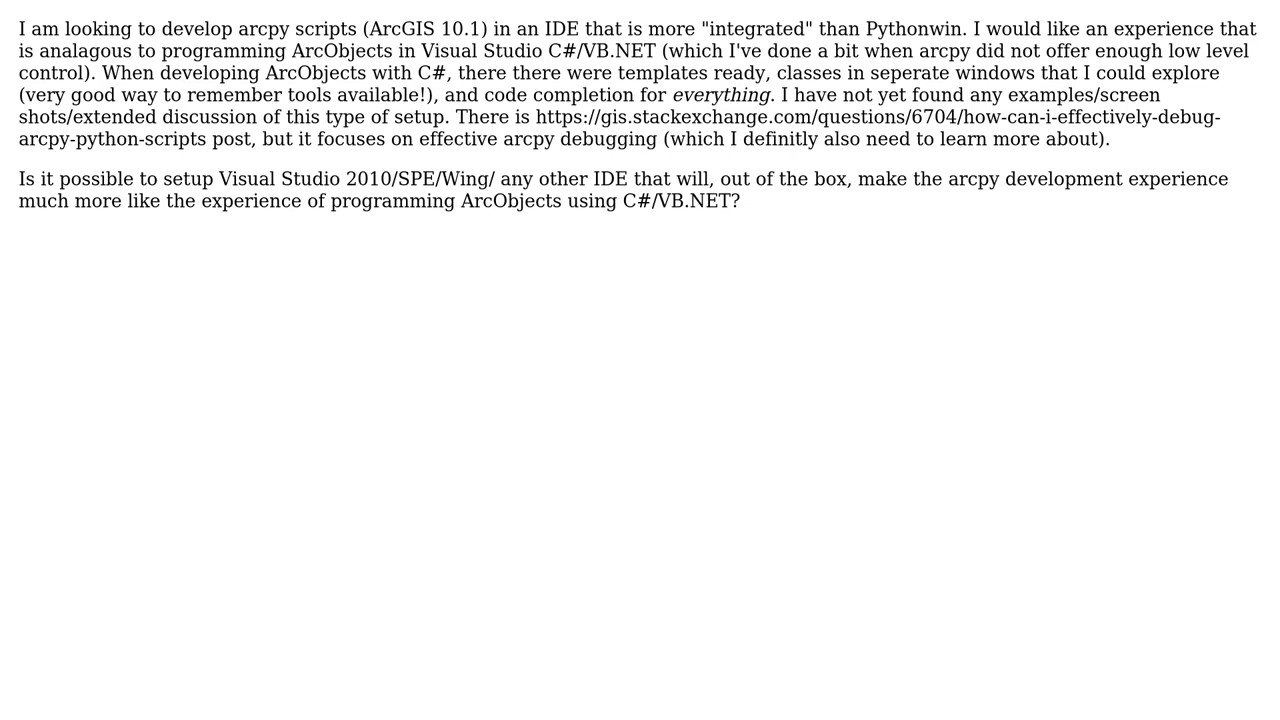 I am looking to develop arcpy scripts (ArcGIS 10.1) in an IDE that is more "integrated" than Pythonwin. I would like an experience that
is analagous to programming ArcObjects in Visual Studio C#/VB.NET (which I've done a bit when arcpy did not offer enough low level
control). When developing ArcObjects with C#, there there were templates ready, classes in seperate windows that I could explore
(very good way to remember tools available!), and code completion for everything. I have not yet found any examples/screen
shots/extended discussion of this type of setup. There is https://gis.stackexchange.com/questions/6704/how-can-i-effectively-debug-
arcpy-python-scripts post, but it focuses on effective arcpy debugging (which I definitly also need to learn more about).
Is it possible to setup Visual Studio 2010/SPE/Wing/ any other IDE that will, out of the box, make the arcpy development experience
much more like the experience of programming ArcObjects using C#/VB.NET?